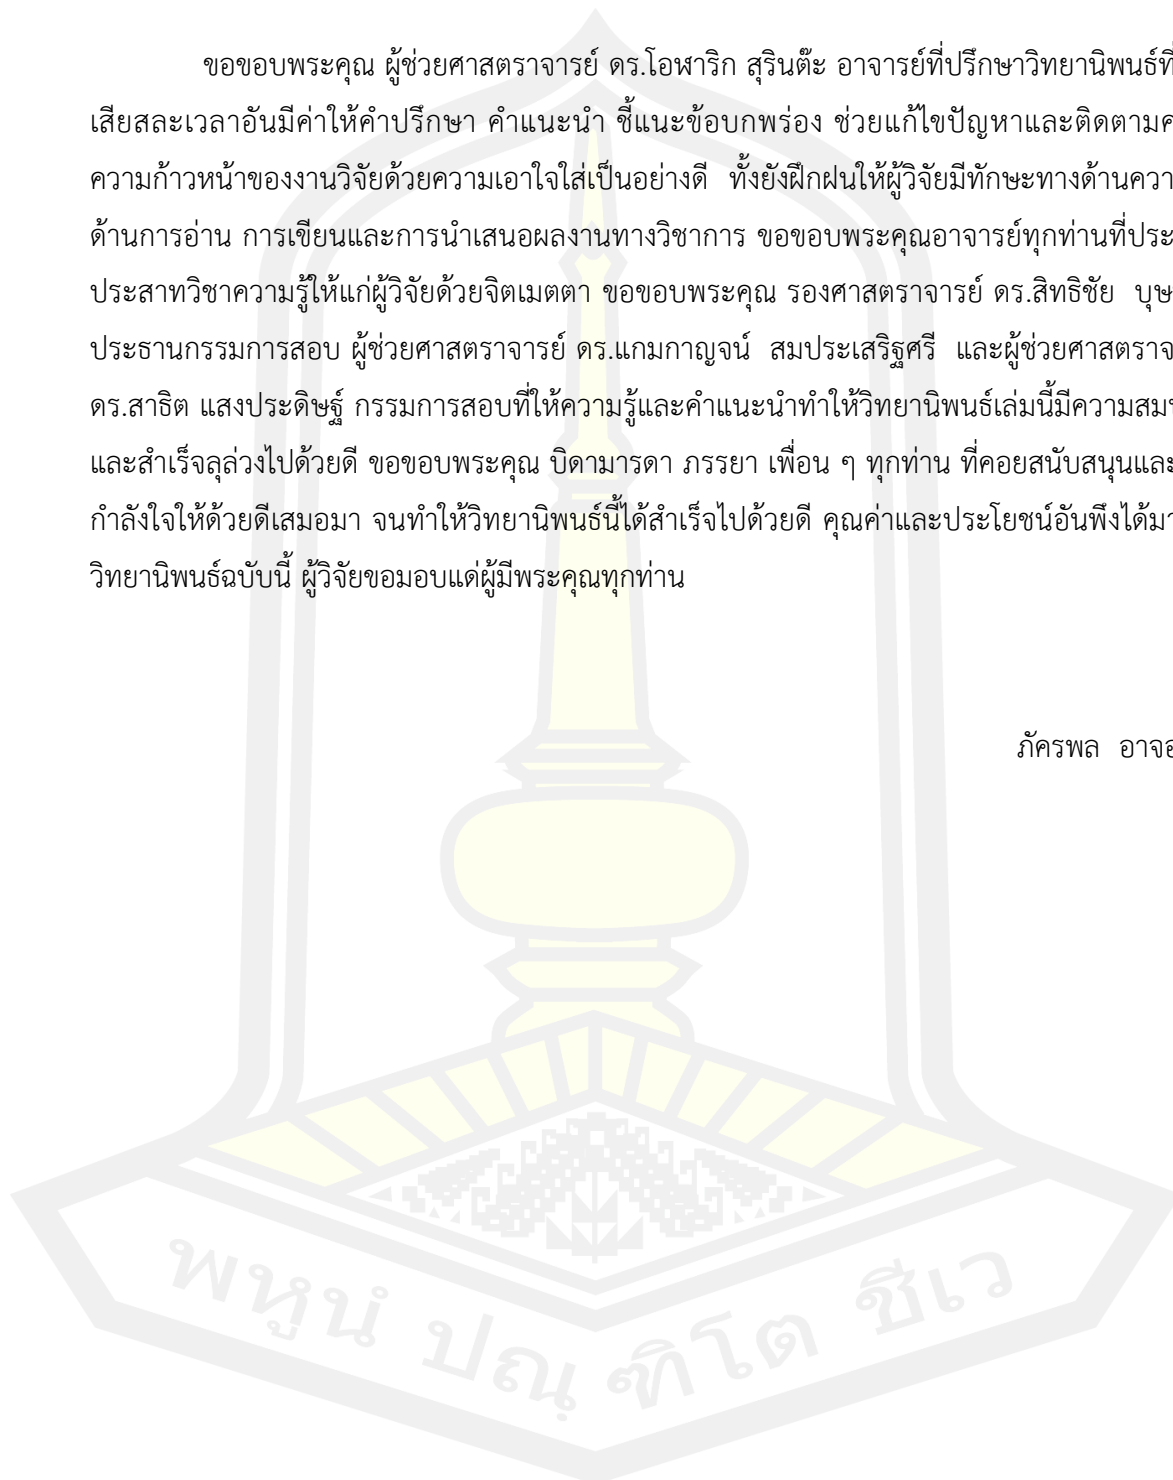 ขอขอบพระคุณ ผู้ช่วยศาสตราจารย์ ดร.โอฬาริก สุรินต๊ะ อาจารย์ที่ปรึกษาวิทยานิพนธ์ที่
เสียสละเวลาอันมีค่าให้คำปรึกษา คำแนะนำ ชี้แนะข้อบกพร่อง ช่วยแก้ไขปัญหาและติดตาม
ความก้าวหน้าของงานวิจัยด้วยความเอาใจใส่เป็นอย่างดี ทั้งยังฝึกฝนให้ผู้วิจัยมีทักษะทางด้าน
ด้านการอ่าน การเขียนและการนำเสนอผลงานทางวิชาการ ขอขอบพระคุณอาจารย์ทุกท่านที่ประ
ประสาทวิชาความรู้ให้แก่ผู้วิจัยด้วยจิตเมตตา ขอขอบพระคุณ รองศาสตราจารย์ ดร.สิทธิชัย บุษ
ประธานกรรมการสอบ ผู้ช่วยศาสตราจารย์ ดร.แกมกาญจน์ สมประเสริฐศรี และผู้ช่วยศาสตราจ
ดร.สาธิต แสงประดิษฐ์ กรรมการสอบที่ให้ความรู้และคำแนะนำทำให้วิทยานิพนธ์เล่มนี้มีความสม
และสำเร็จลุล่วงไปด้วยดี ขอขอบพระคุณ บิดามารดา ภรรยา เพื่อน ๆ ทุกท่าน ที่คอยสนับสนุนและ
กำลังใจให้ด้วยดีเสมอมา จนทำให้วิทยานิพนธ์นี้ได้สำเร็จไปด้วยดี คุณค่าและประโยชน์อันพึงได้มา
วิทยานิพนธ์ฉบับนี้ ผู้วิจัยขอมอบแด่ผู้มีพระคุณทุกท่าน
ภัครพล อาจอ
พหูนํ ปณฺฑิโต ชีเว